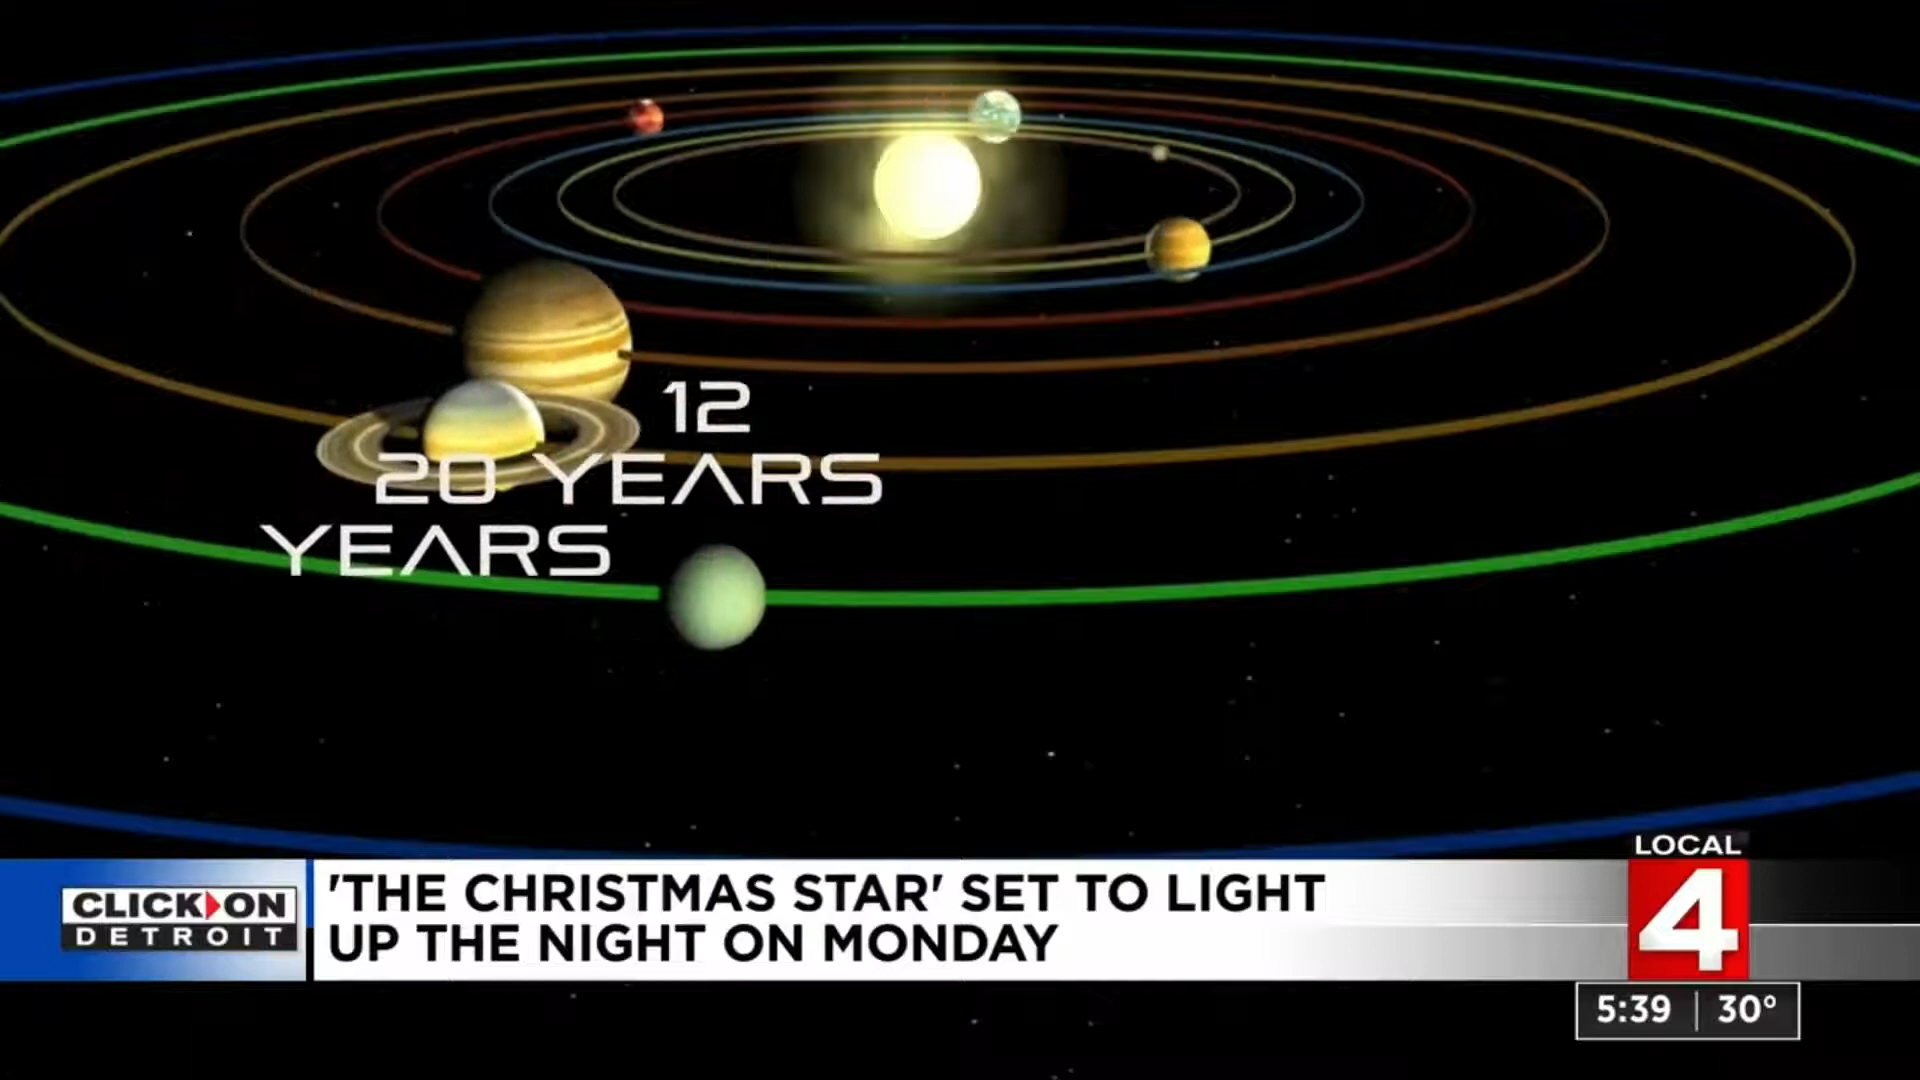 12
20 YEARS
YEARS
LOCAL
4
CLICK ON
DETROIT
'THE CHRISTMAS STAR' SET TO LIGHT
UP THE NIGHT ON MONDAY
5:39 30°